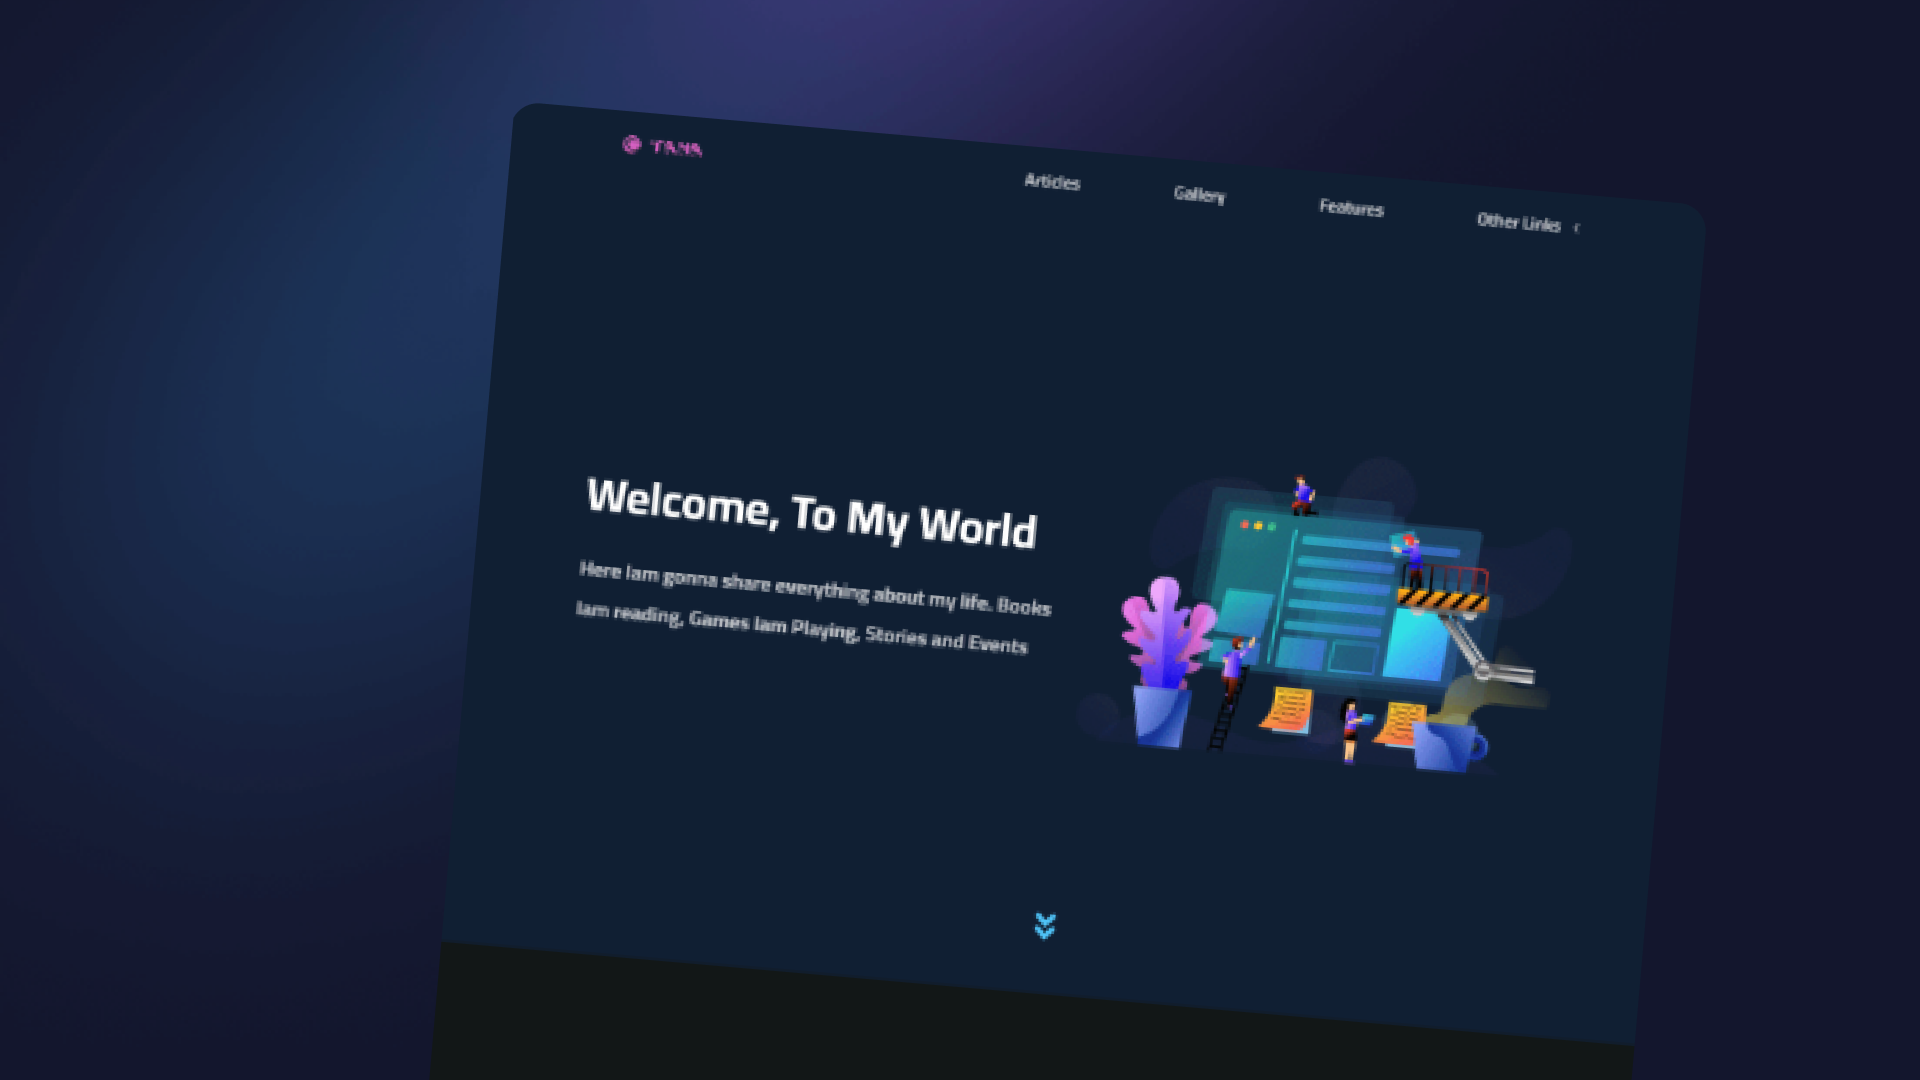 Articles
Gallery
Features
Other Links
Welcome, To My World
Here Iam gonna share everything about my life. Books
Iam reading, Games Iam Playing, Stories and Events